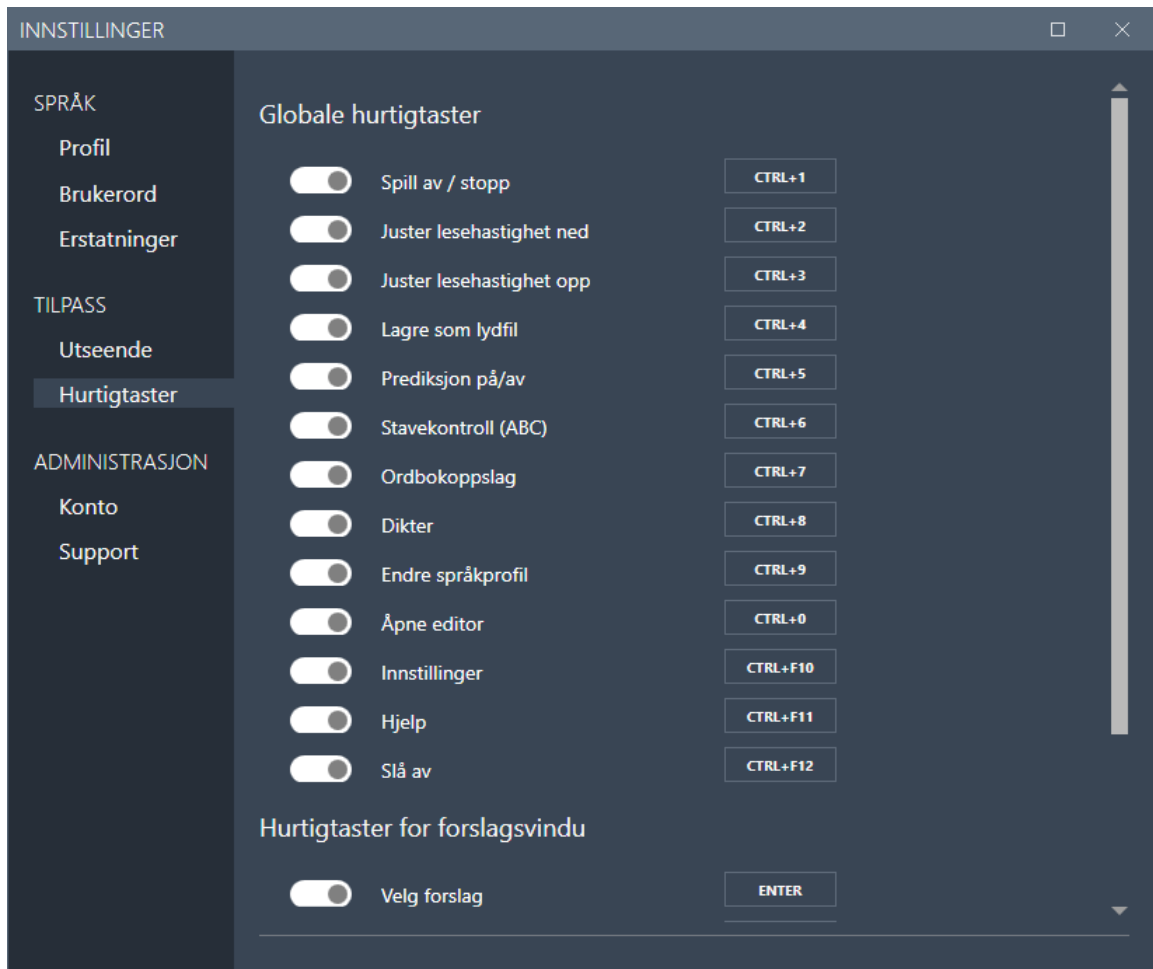 INNSTILLINGER
SPRÅK
Profil
Brukerord
Erstatninger
TILPASS
Utseende
Hurtigtaster
ADMINISTRASJON
Konto
Support
Globale hurtigtaster
Spill av / stopp CTRL+1
Juster lesehastighet ned CTRL+2
Juster lesehastighet opp CTRL+3
Lagre som lydfil CTRL+4
Prediksjon på/av CTRL+5
Stavekontroll (ABC) CTRL+6
Ordbokoppslag CTRL+7
Dikter CTRL+8
Endre språkprofil CTRL+9
Åpne editor CTRL+0
Innstillinger CTRL+F10
Hjelp CTRL+F11
Slå av CTRL+F12
Hurtigtaster for forslagsvindu
Velg forslag ENTER